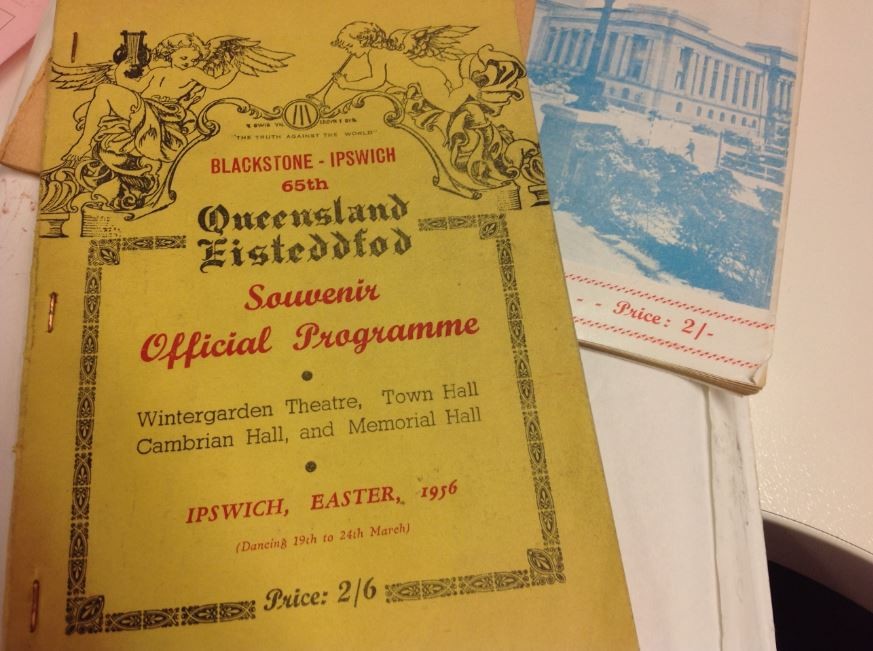 "THE TRUTH AGAINST THE WORLD"
BLACKSTONE - IPSWICH
65th
Queensland
Eisteddfod
Souvenir
Official Programme
Wintergarden Theatre, Town Hall
Cambrian Hall, and Memorial Hall
IPSWICH, EASTER, 1956
(Dancing 19th to 24th March)
Price: 2/6
- - Price: 2/-